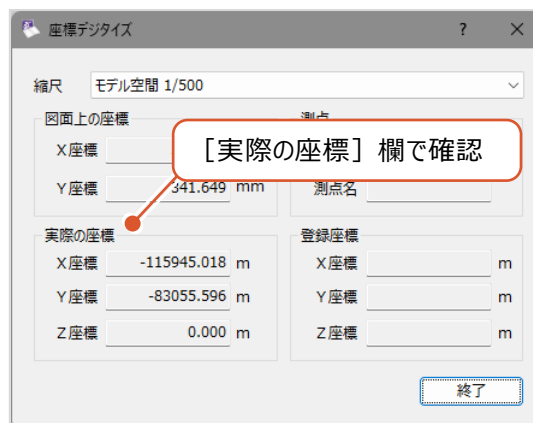 座標デジタイズ ? ×
縮尺 モデル空間 1/500
図面上の座標
X座標
Y座標 341.649 mm
測点
測点名
[実際の座標] 欄で確認
実際の座標
X座標 -115945.018 m
Y座標 -83055.596 m
Z座標 0.000 m
登録座標
X座標 m
Y座標 m
Z座標 m
終了